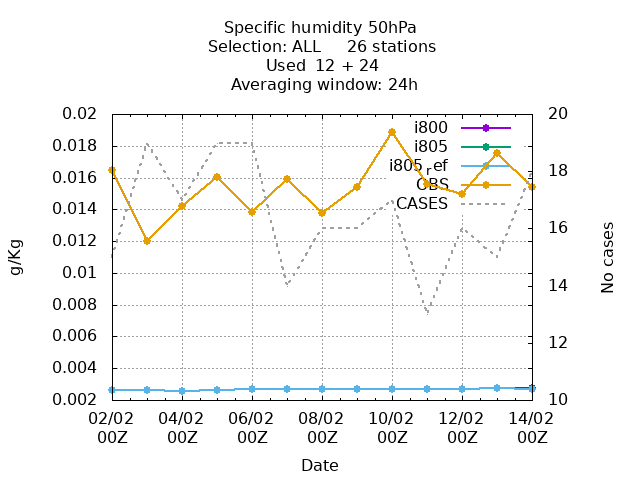 Specific humidity 50hPa
Selection: ALL     26 stations
Used  12 + 24
Averaging window: 24h
0.02
0.018
0.016
0.014
0.012
0.01
0.008
0.006
0.004
0.002
g/Kg
i800
i805
i805ref
OBS
CASES
20
18
16
14
12
10
No cases
02/02 04/02 06/02 08/02 10/02 12/02 14/02
00Z 00Z 00Z 00Z 00Z 00Z 00Z
Date